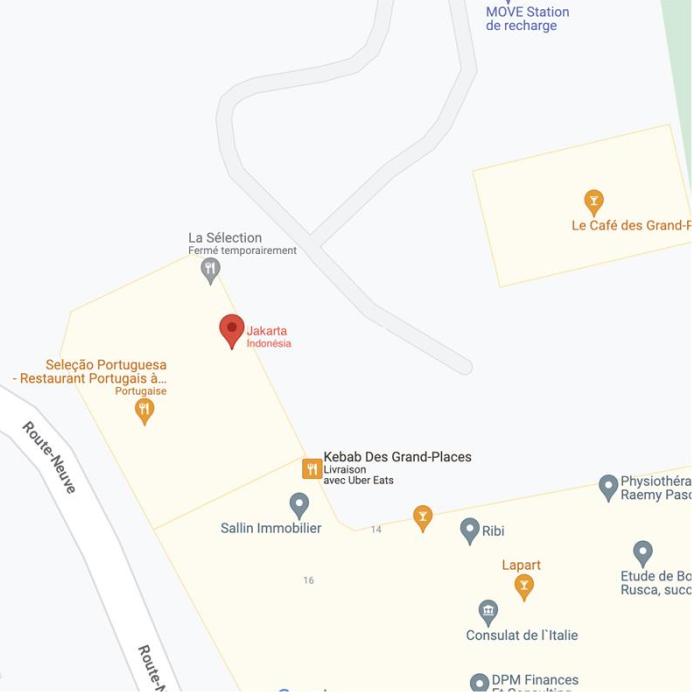 MOVE Station
de recharge
Le Café des Grand-P
La Sélection
Fermé temporairement
Jakarta
Indonésia
Seleção Portuguesa
- Restaurant Portugais à...
Portugaise
Route-Neuve
Kebab Des Grand-Places
Livraison
avec Uber Eats
Physiothéra
Raemy Pasc
Sallin Immobilier
14
Ribi
16
Lapart
Etude de Bo
Rusca, succ
Consulat de l`Italie
Route-N
DPM Finances